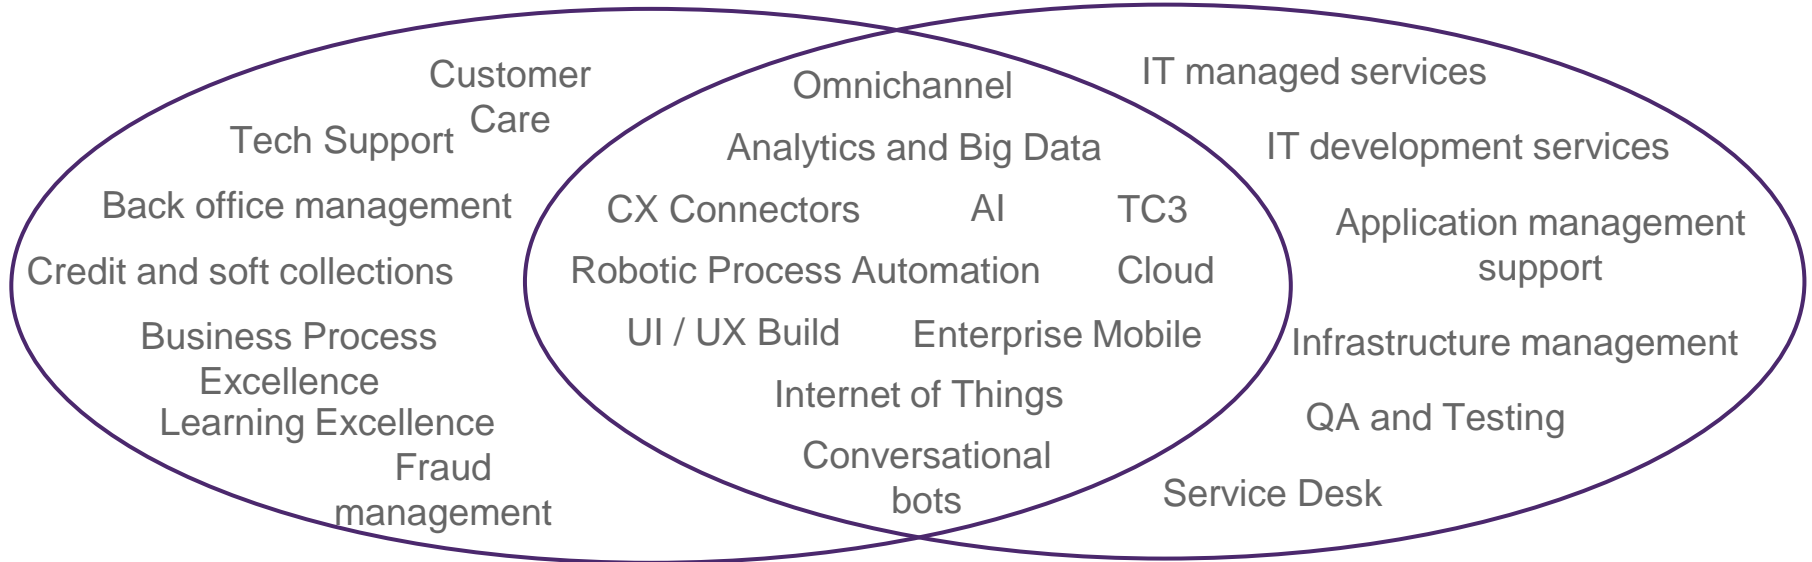 Customer
Care
Tech Support
Back office management
Credit and soft collections
Business Process
Excellence
Learning Excellence
Fraud
management
Omnichannel
Analytics and Big Data
CX Connectors
AI
TC3
Robotic Process Automation
Cloud
UI / UX Build
Enterprise Mobile
Internet of Things
Conversational
bots
IT managed services
IT development services
Application management
support
Infrastructure management
QA and Testing
Service Desk